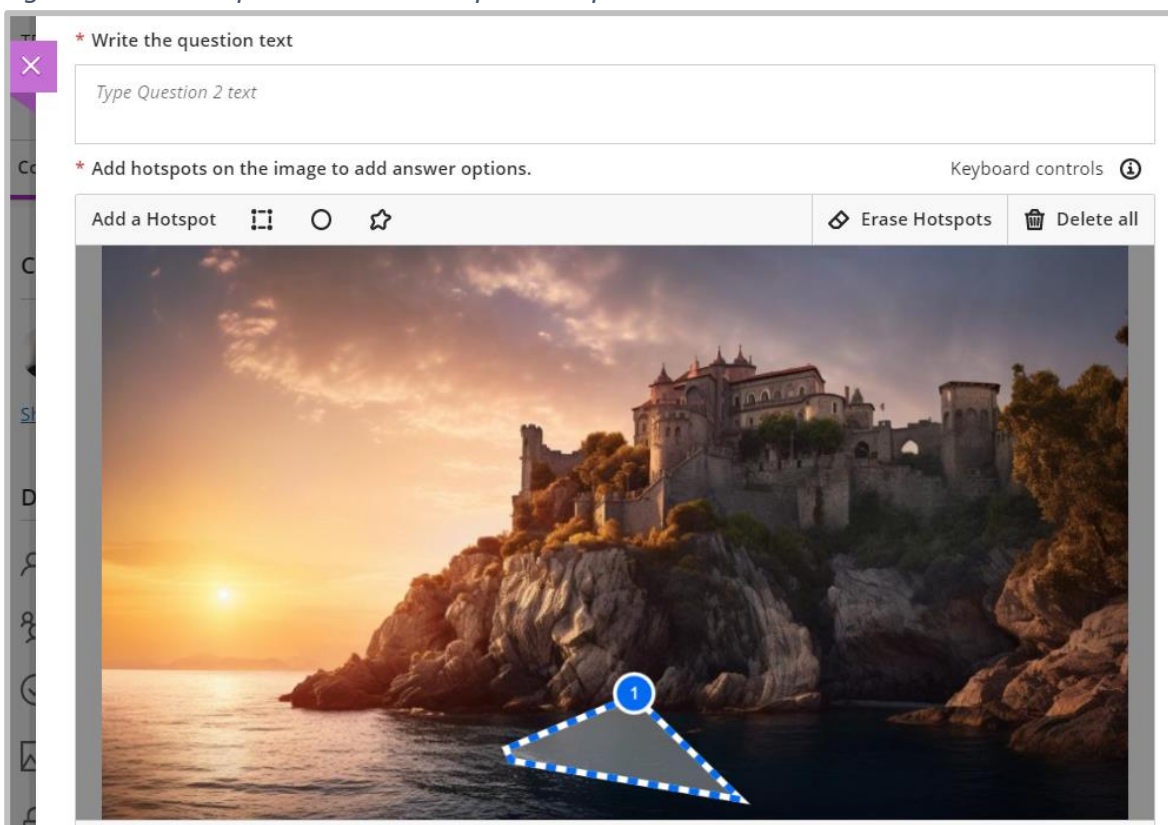 * Write the question text
Type Question 2 text
* Add hotspots on the image to add answer options.
Keyboard controls
Add a Hotspot
Erase Hotspots
Delete all
1